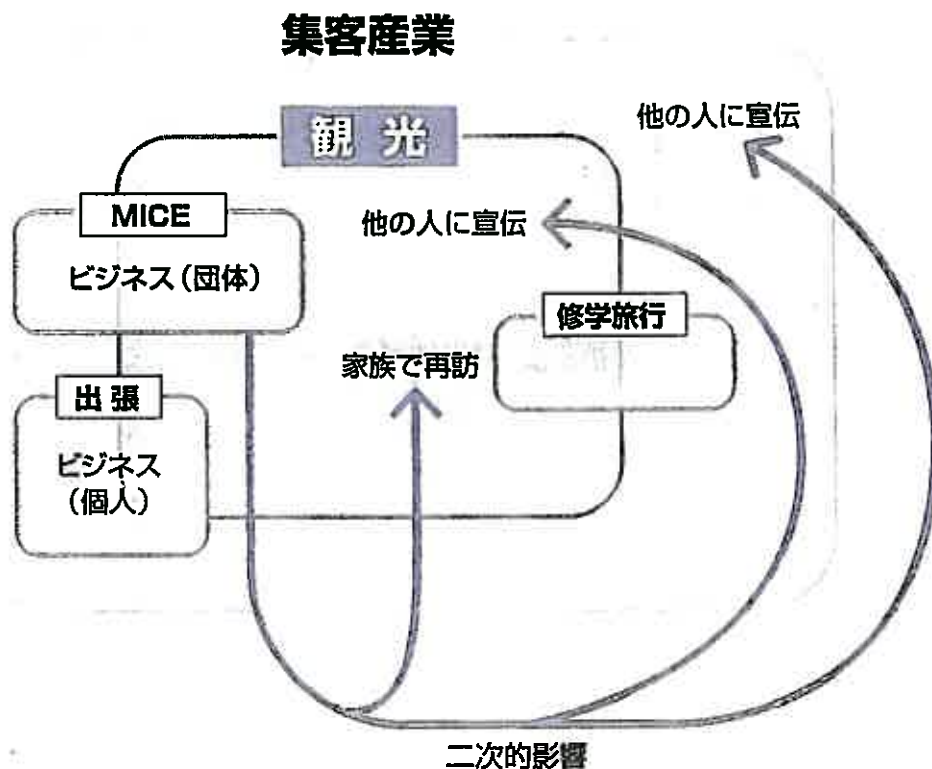 集客産業
観光
他の人に宣伝
MICE
他の人に宣伝
ビジネス（団体）
修学旅行
家族で再訪
出張
ビジネス
（個人）
二次的影響